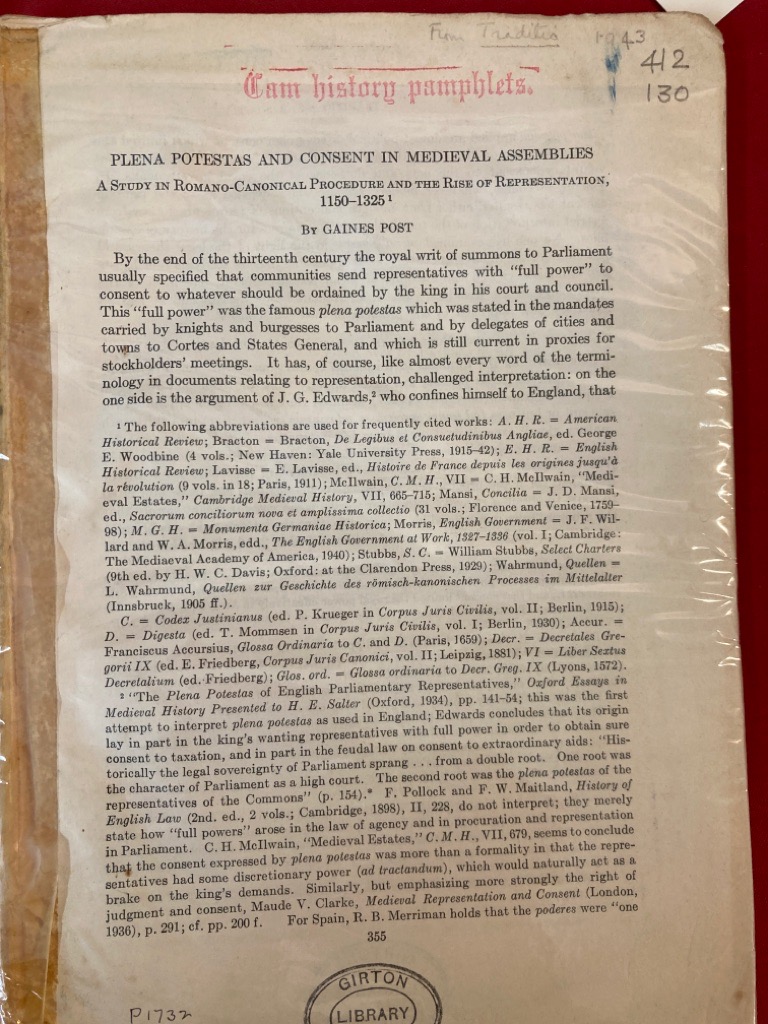 From Traditio 1943
412
130
Cam history pamphlets.
PLENA POTESTAS AND CONSENT IN MEDIEVAL ASSEMBLIES
A STUDY IN ROMANO-CANONICAL PROCEDURE AND THE RISE OF REPRESENTATION,
1150–1325 ¹
BY GAINES POST
By the end of the thirteenth century the royal writ of summons to Parliament
usually specified that communities send representatives with “full power” to
consent to whatever should be ordained by the king in his court and council.
This “full power” was the famous plena potestas which was stated in the mandates
carried by knights and burgesses to Parliament and by delegates of cities and
towns to Cortes and States General, and which is still current in proxies for
stockholders’ meetings. It has, of course, like almost every word of the termi-
nology in documents relating to representation, challenged interpretation: on the
one side is the argument of J. G. Edwards,² who confines himself to England, that
¹ The following abbreviations are used for frequently cited works: A. H. R. = American
Historical Review; Bracton = Bracton, De Legibus et Consuetudinibus Angliae, ed. George
E. Woodbine (4 vols.; New Haven: Yale University Press, 1915–42); E. H. R. = English
Historical Review; Lavisse = E. Lavisse, ed., Histoire de France depuis les origines jusqu’à
la révolution (9 vols. in 18; Paris, 1911); McIlwain, C. M. H., VII = C. H. McIlwain, “Medi-
eval Estates,” Cambridge Medieval History, VII, 665–715; Mansi, Concilia = J. D. Mansi,
ed., Sacrorum conciliorum nova et amplissima collectio (31 vols.; Florence and Venice, 1759–
98); M. G. H. = Monumenta Germaniae Historica; Morris, English Government = J. F. Wil-
lard and W. A. Morris, edd., The English Government at Work, 1327–1336 (vol. I; Cambridge:
The Mediaeval Academy of America, 1940); Stubbs, S. C. = William Stubbs, Select Charters
(9th ed. by H. W. C. Davis; Oxford: at the Clarendon Press, 1929); Wahrmund, Quellen =
L. Wahrmund, Quellen zur Geschichte des römisch-kanonischen Processes im Mittelalter
(Innsbruck, 1905 ff.).
C. = Codex Justinianus (ed. P. Krueger in Corpus Juris Civilis, vol. II; Berlin, 1915);
D. = Digesta (ed. T. Mommsen in Corpus Juris Civilis, vol. I; Berlin, 1930); Accur. =
Franciscus Accursius, Glossa Ordinaria to C. and D. (Paris, 1659); Decr. = Decretales Gre-
gorii IX (ed. E. Friedberg, Corpus Juris Canonici, vol. II; Leipzig, 1881); VI = Liber Sextus
Decretalium (ed. Friedberg); Glos. ord. = Glossa ordinaria to Decr. Greg. IX (Lyons, 1572).
² “The Plena Potestas of English Parliamentary Representatives,” Oxford Essays in
Medieval History Presented to H. E. Salter (Oxford, 1934), pp. 141–54; this was the first
attempt to interpret plena potestas as used in England; Edwards concludes that its origin
lay in part in the king’s wanting representatives with full power in order to obtain sure
consent to taxation, and in part in the feudal law on consent to extraordinary aids: “His-
torically the legal sovereignty of Parliament sprang . . . from a double root. One root was
the character of Parliament as a high court. The second root was the plena potestas of the
representatives of the Commons” (p. 154).* F. Pollock and F. W. Maitland, History of
English Law (2nd. ed., 2 vols.; Cambridge, 1898), II, 228, do not interpret; they merely
state how “full powers” arose in the law of agency and in procuration and representation
in Parliament. C. H. McIlwain, “Medieval Estates,” C. M. H., VII, 679, seems to conclude
that the consent expressed by plena potestas was more than a formality in that the repre-
sentatives had some discretionary power (ad tractandum), which would naturally act as a
brake on the king’s demands. Similarly, but emphasizing more strongly the right of
judgment and consent, Maude V. Clarke, Medieval Representation and Consent (London,
1936), p. 291; cf. pp. 200 f. For Spain, R. B. Merriman holds that the poderes were “one
355
GIRTON
LIBRARY
P1732